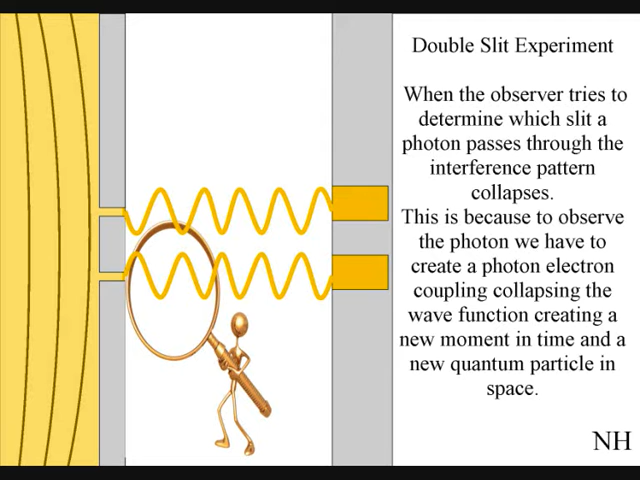 Double Slit Experiment
When the observer tries to
determine which slit a
photon passes through the
interference pattern
collapses.
This is because to observe
the photon we have to
create a photon electron
coupling collapsing the
wave function creating a
new moment in time and a
new quantum particle in
space.
NH